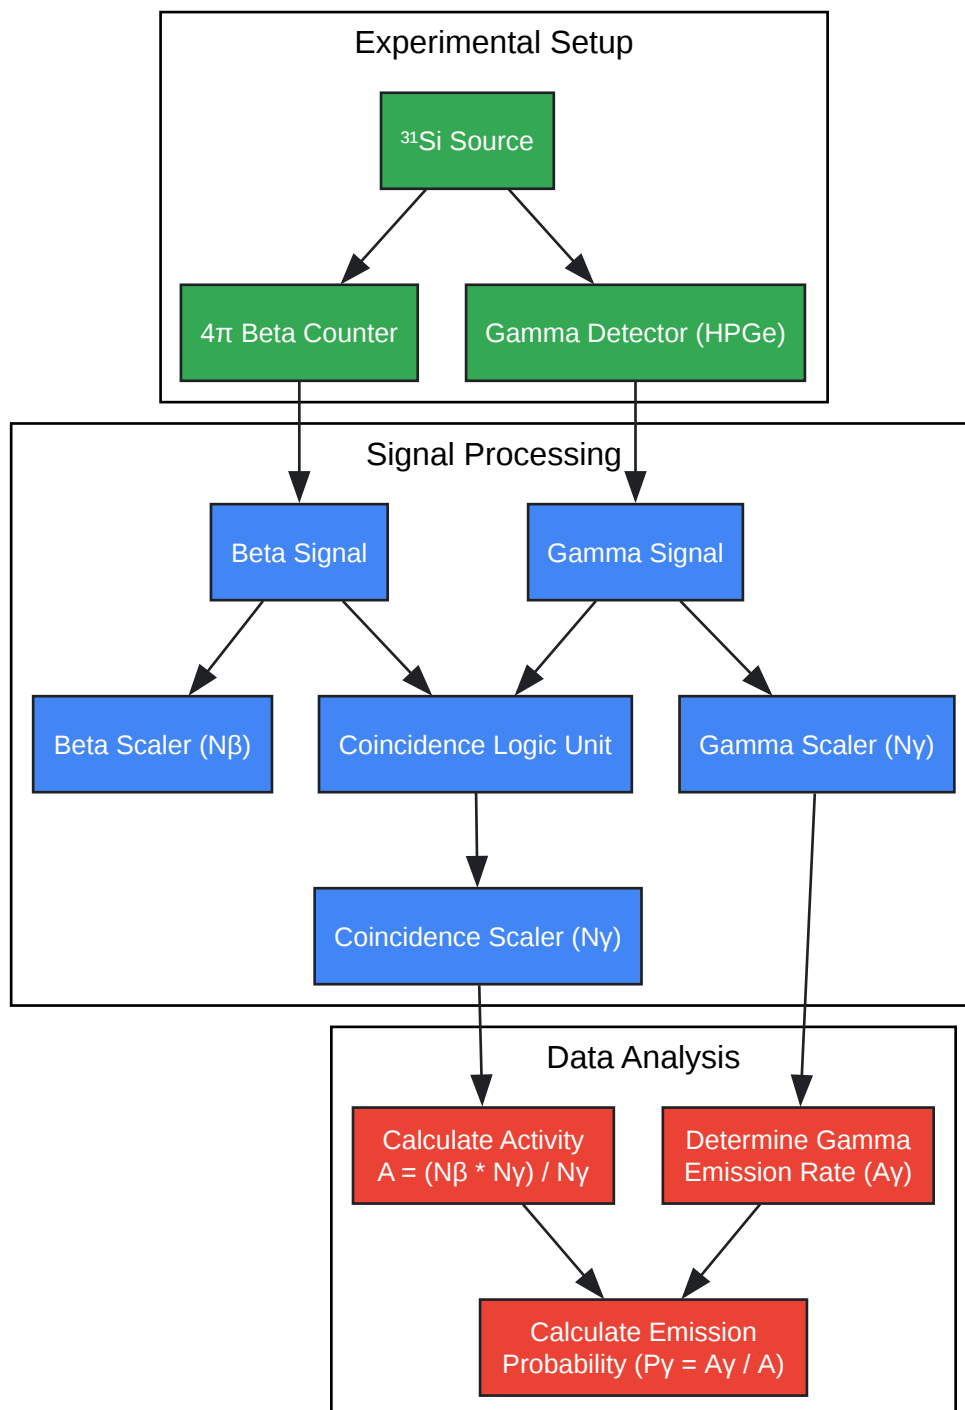 Experimental Setup
³¹Si Source
4π Beta Counter
Gamma Detector (HPGe)
Signal Processing
Beta Signal
Gamma Signal
Beta Scaler (Nβ)
Coincidence Logic Unit
Gamma Scaler (Nγ)
Coincidence Scaler (Nγ)
Data Analysis
Calculate Activity
A = (Nβ * Nγ) / Nγ
Determine Gamma
Emission Rate (Aγ)
Calculate Emission
Probability (Pγ = Aγ / A)